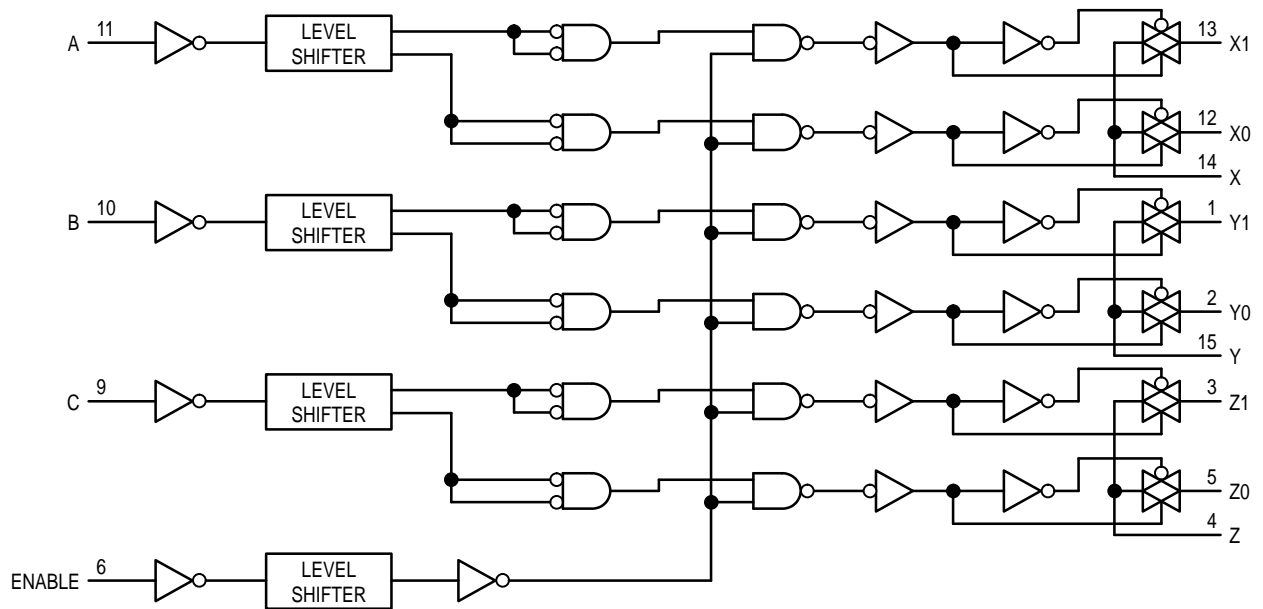 A 11 LEVEL SHIFTER 13 X1
12 X0
14 X
B 10 LEVEL SHIFTER 1 Y1
2 Y0
15 Y
C 9 LEVEL SHIFTER 3 Z1
5 Z0
4 Z
ENABLE 6 LEVEL SHIFTER